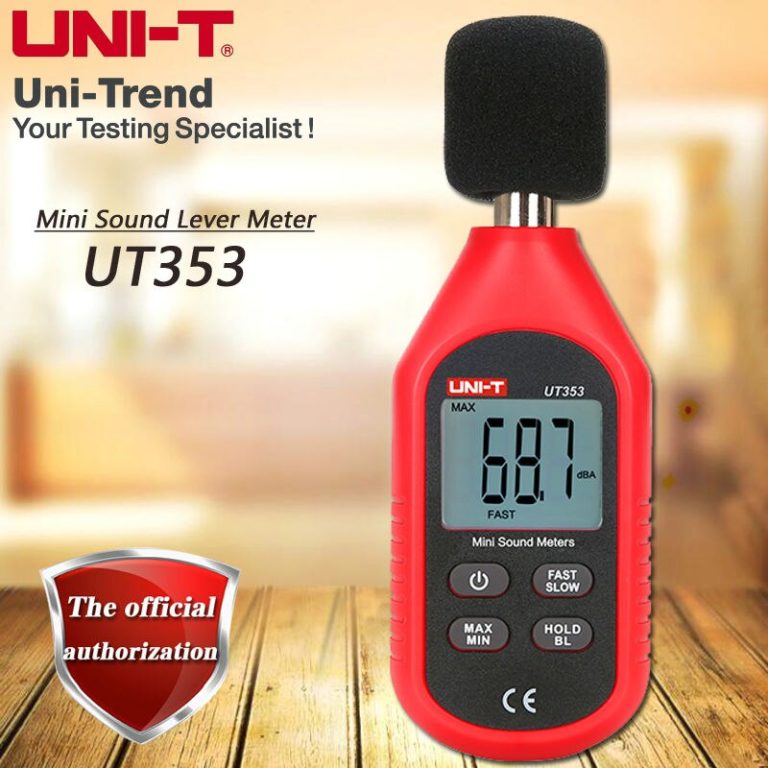 UNI-T®
Uni-Trend
Your Testing Specialist !
Mini Sound Lever Meter
UT353
UNI-T
UT353
MAX
68.7
dBA
FAST
Mini Sound Meters
FAST
SLOW
MAX
MIN
HOLD
BL
CE
The official
authorization